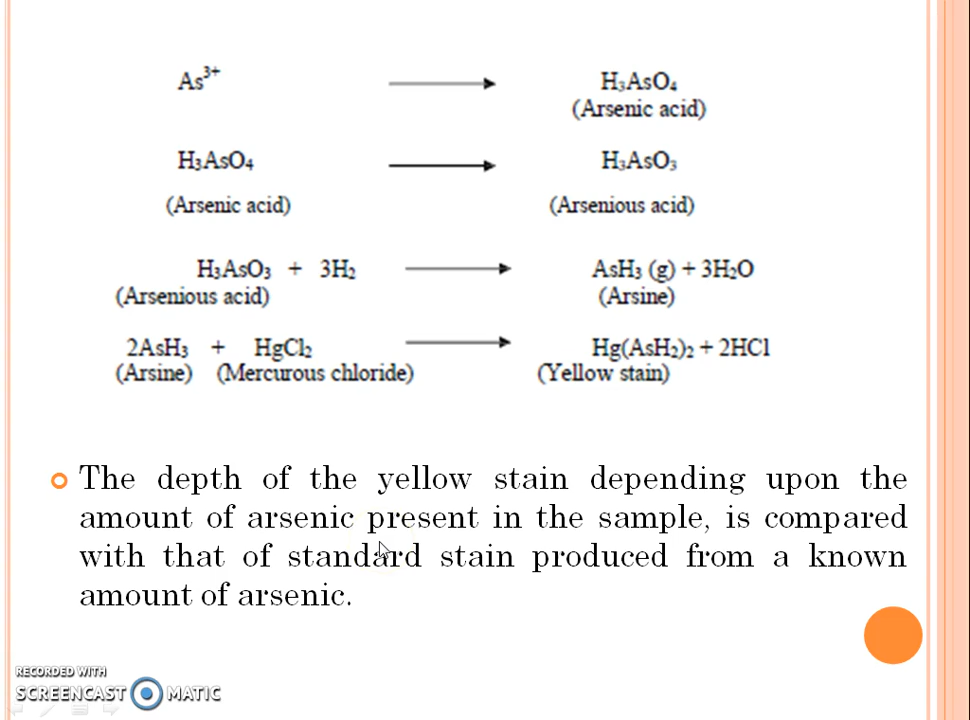 As³⁺ H₃AsO₄
(Arsenic acid)
H₃AsO₄ H₃AsO₃
(Arsenic acid) (Arsenious acid)
H₃AsO₃ + 3H₂ AsH₃ (g) + 3H₂O
(Arsenious acid) (Arsine)
2AsH₃ + HgCl₂ Hg(AsH₂)₂ + 2HCl
(Arsine) (Mercurous chloride) (Yellow stain)
The depth of the yellow stain depending upon the
amount of arsenic present in the sample, is compared
with that of standard stain produced from a known
amount of arsenic.
RECORDED WITH
SCREENCAST MATIC